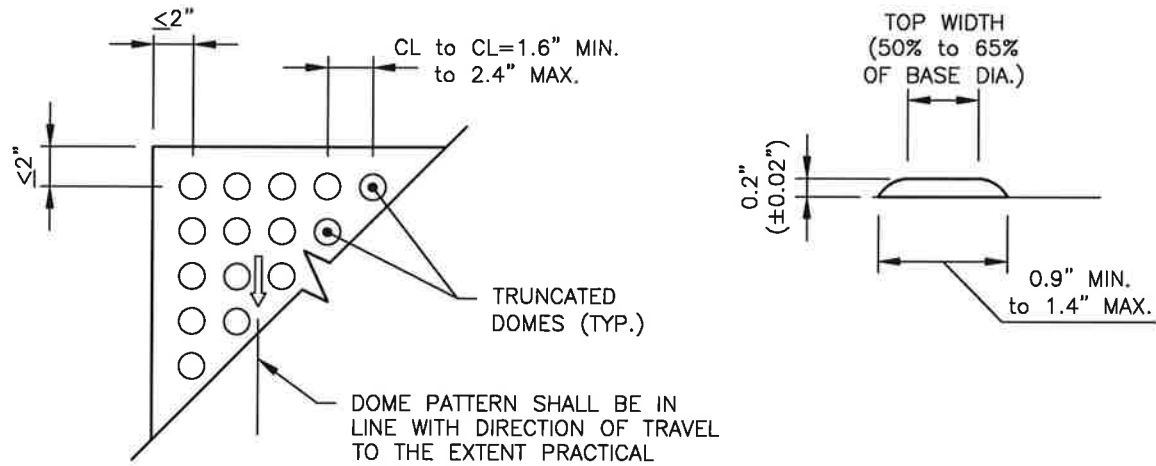 ≤2"
CL to CL=1.6" MIN.
to 2.4" MAX.
≤2"
TRUNCATED
DOMES (TYP.)
DOME PATTERN SHALL BE IN
LINE WITH DIRECTION OF TRAVEL
TO THE EXTENT PRACTICAL
TOP WIDTH
(50% to 65%
OF BASE DIA.)
0.2"
(±0.02")
0.9" MIN.
to 1.4" MAX.